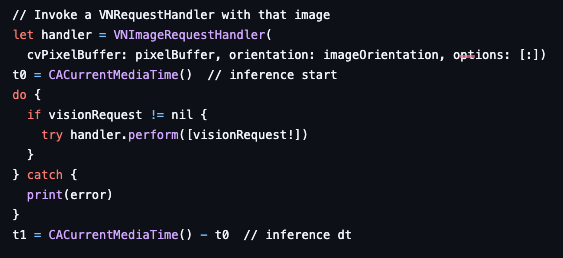 // Invoke a VNRequestHandler with that image
let handler = VNImageRequestHandler(
  cvPixelBuffer: pixelBuffer, orientation: imageOrientation, options: [:])
t0 = CACurrentMediaTime()  // inference start
do {
  if visionRequest != nil {
    try handler.perform([visionRequest!])
  }
} catch {
  print(error)
}
t1 = CACurrentMediaTime() - t0  // inference dt